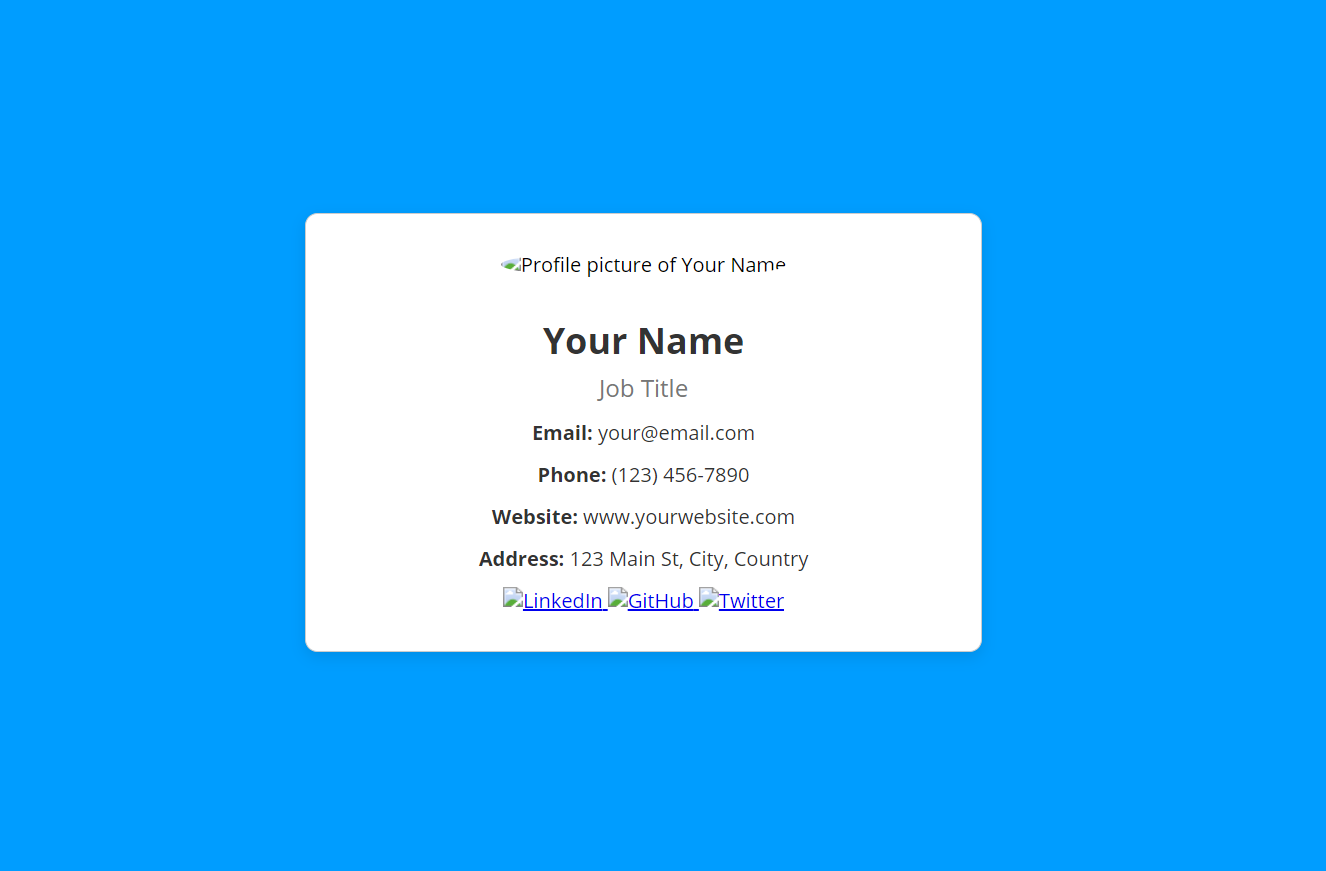 Profile picture of Your Name
Your Name
Job Title
Email: your@email.com
Phone: (123) 456-7890
Website: www.yourwebsite.com
Address: 123 Main St, City, Country
LinkedIn GitHub Twitter